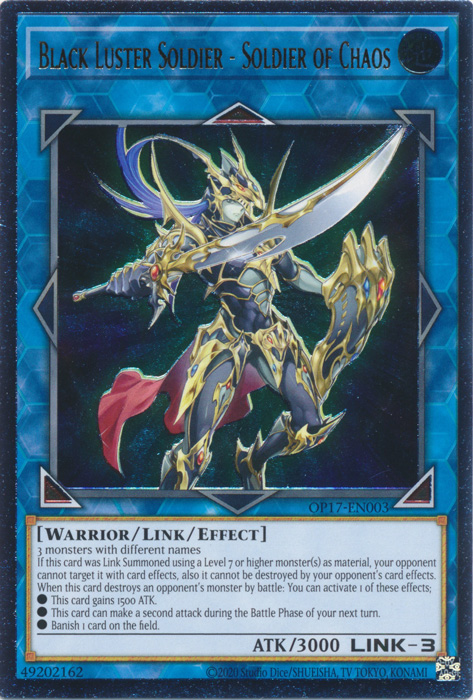 Black Luster Soldier - Soldier of Chaos
OP17-EN003
[Warrior/Link/Effect]
3 monsters with different names
If this card was Link Summoned using a Level 7 or higher monster(s) as material, your opponent
cannot target it with card effects, also it cannot be destroyed by your opponent's card effects.
When this card destroys an opponent's monster by battle: You can activate 1 of these effects;
● This card gains 1500 ATK.
● This card can make a second attack during the Battle Phase of your next turn.
● Banish 1 card on the field.
ATK/3000 LINK-3
49202162 ©2020 Studio Dice/SHUEISHA, TV TOKYO, KONAMI